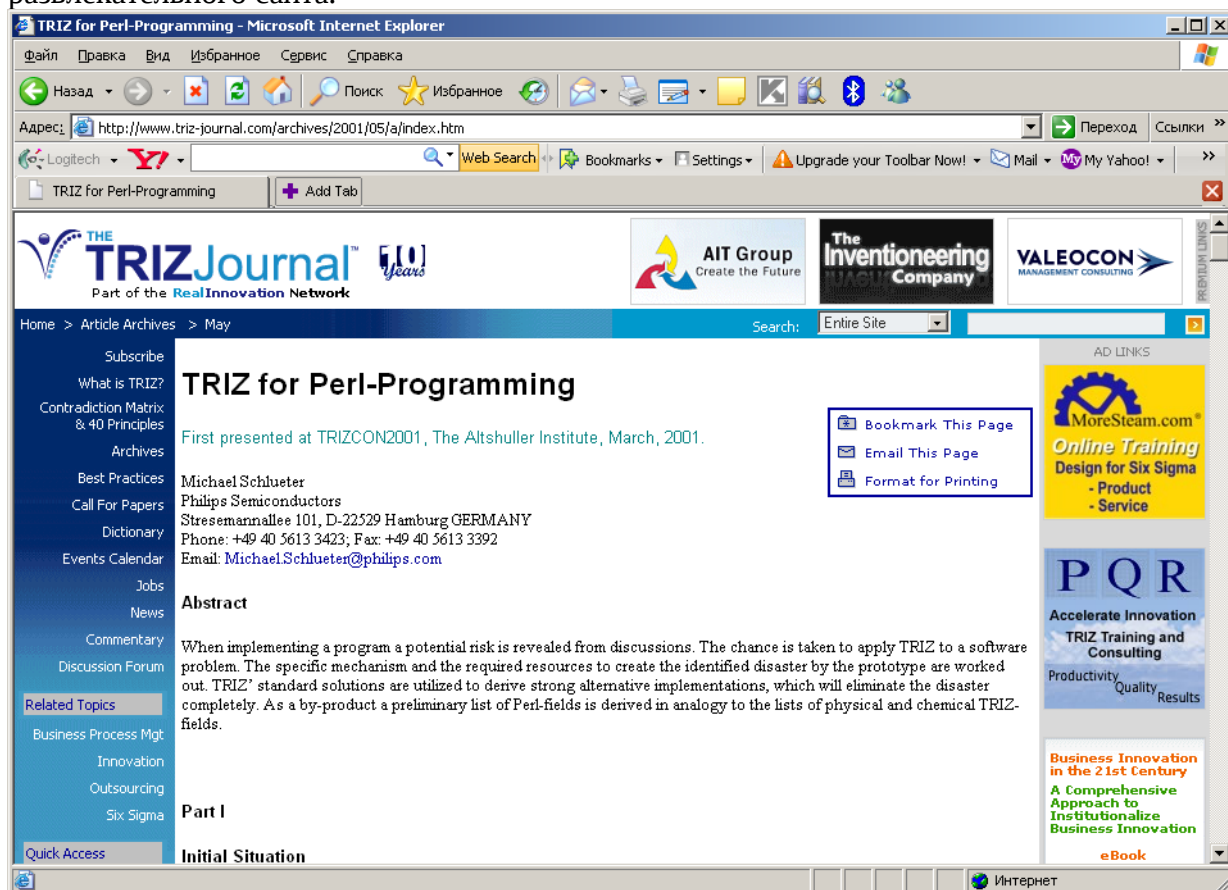 развлекательного сайта.
TRIZ for Perl-Programming - Microsoft Internet Explorer
Файл Правка Вид Избранное Сервис Справка
Назад Поиск Избранное
Адрес: http://www.triz-journal.com/archives/2001/05/a/index.htm Переход Ссылки »
Logitech Y! Web Search Bookmarks Settings Upgrade your Toolbar Now! Mail My My Yahoo! »
TRIZ for Perl-Progr amming Add Tab
THE
TRIZ Journal™ 10 Years
Part of the RealInnovation Network
AIT Group
Create the Future
The
Inventioneering
Company
VALEOCON
MANAGEMENT CONSULTING
PREMIUM LINKS
Home > Article Archives > May
Search: Entire Site
Subscribe
What is TRIZ?
Contradiction Matrix
& 40 Principles
Archives
Best Practices
Call For Papers
Dictionary
Events Calendar
Jobs
News
Commentary
Discussion Forum
Related Topics
Business Process Mgt
Innovation
Outsourcing
Six Sigma
Quick Access
TRIZ for Perl-Programming
First presented at TRIZCON2001, The Altshuller Institute, March, 2001.
Bookmark This Page
Email This Page
Format for Printing
Michael Schlueter
Philips Semiconductors
Stresemannallee 101, D-22529 Hamburg GERMANY
Phone: +49 40 5613 3423; Fax: +49 40 5613 3392
Email: Michael.Schlueter@philips.com
Abstract
When implementing a program a potential risk is revealed from discussions. The chance is taken to apply TRIZ to a software
problem. The specific mechanism and the required resources to create the identified disaster by the prototype are worked
out. TRIZ’ standard solutions are utilized to derive strong alternative implementations, which will eliminate the disaster
completely. As a by-product a preliminary list of Perl-fields is derived in analogy to the lists of physical and chemical TRIZ-
fields.
Part I
Initial Situation
AD LINKS
MoreSteam.com
Online Training
Design for Six Sigma
- Product
- Service
P Q R
Accelerate Innovation
TRIZ Training and
Consulting
Productivity
Quality
Results
Business Innovation
in the 21st Century
A Comprehensive
Approach to
Institutionalize
Business Innovation
eBook
Интернет